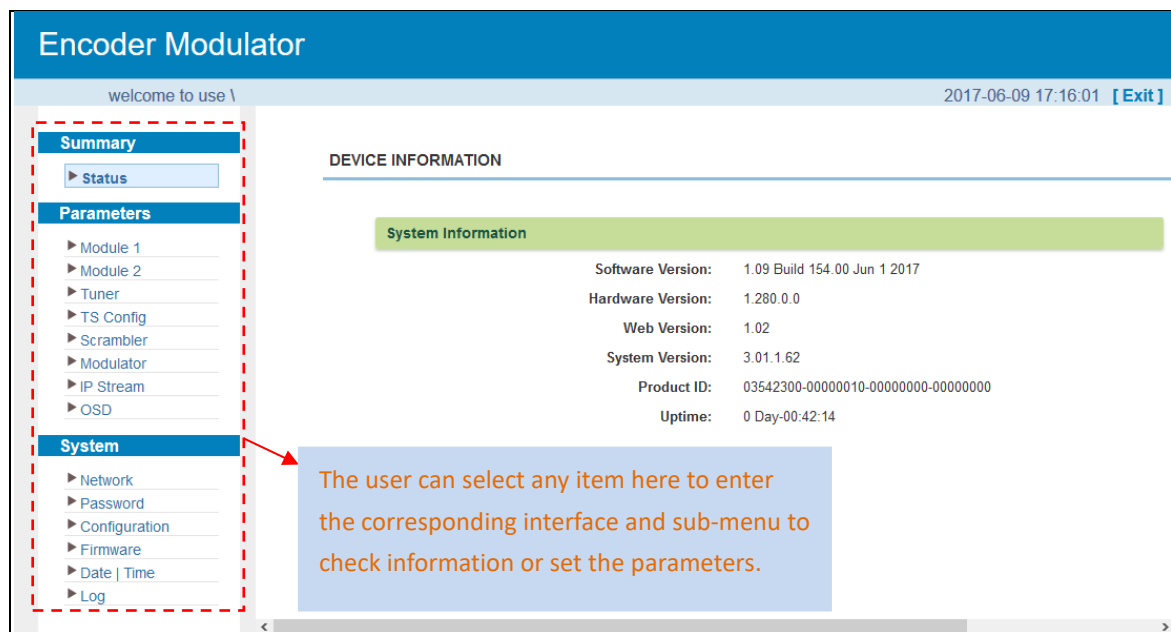 Encoder Modulator
welcome to use \
2017-06-09 17:16:01 [ Exit ]
Summary
Status
Parameters
Module 1
Module 2
Tuner
TS Config
Scrambler
Modulator
IP Stream
OSD
System
Network
Password
Configuration
Firmware
Date | Time
Log
DEVICE INFORMATION
System Information
Software Version: 1.09 Build 154.00 Jun 1 2017
Hardware Version: 1.280.0.0
Web Version: 1.02
System Version: 3.01.1.62
Product ID: 03542300-00000010-00000000-00000000
Uptime: 0 Day-00:42:14
The user can select any item here to enter
the corresponding interface and sub-menu to
check information or set the parameters.